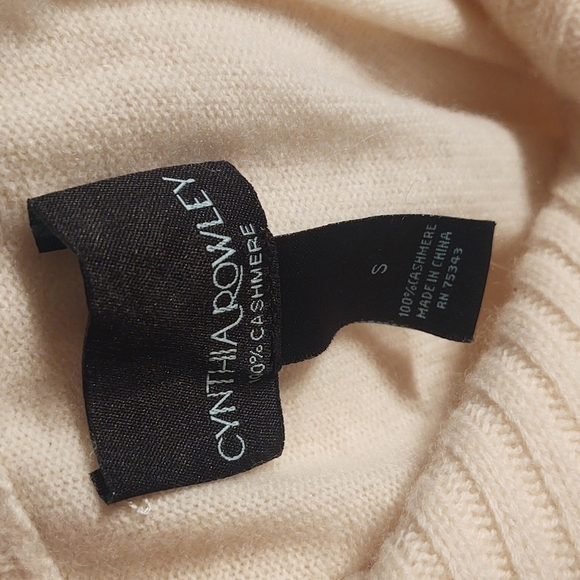 CYNTHIA ROWLEY
100% CASHMERE
S
100% CASHMERE
MADE IN CHINA
RN 75343